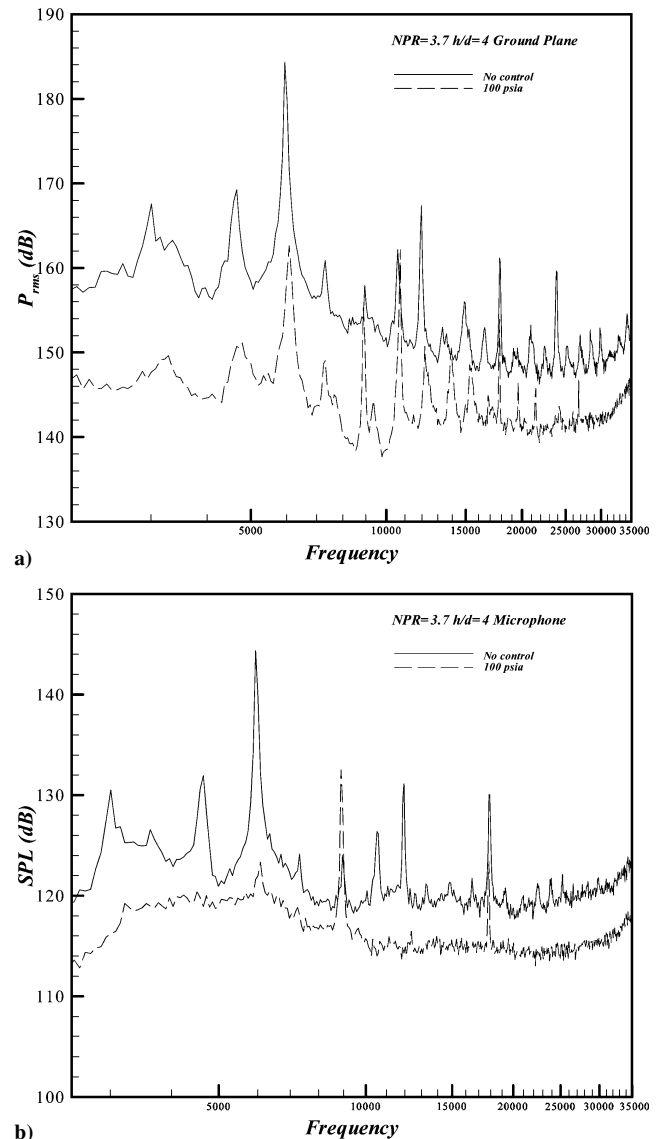 190
180
170
160
150
140
130
P_rms (dB)
NPR=3.7 h/d=4 Ground Plane
No control
100 psia
5000 10000 15000 20000 25000 30000 35000
Frequency
a)
150
140
130
120
110
100
SPL (dB)
NPR=3.7 h/d=4 Microphone
No control
100 psia
5000 10000 15000 20000 25000 30000 35000
Frequency
b)